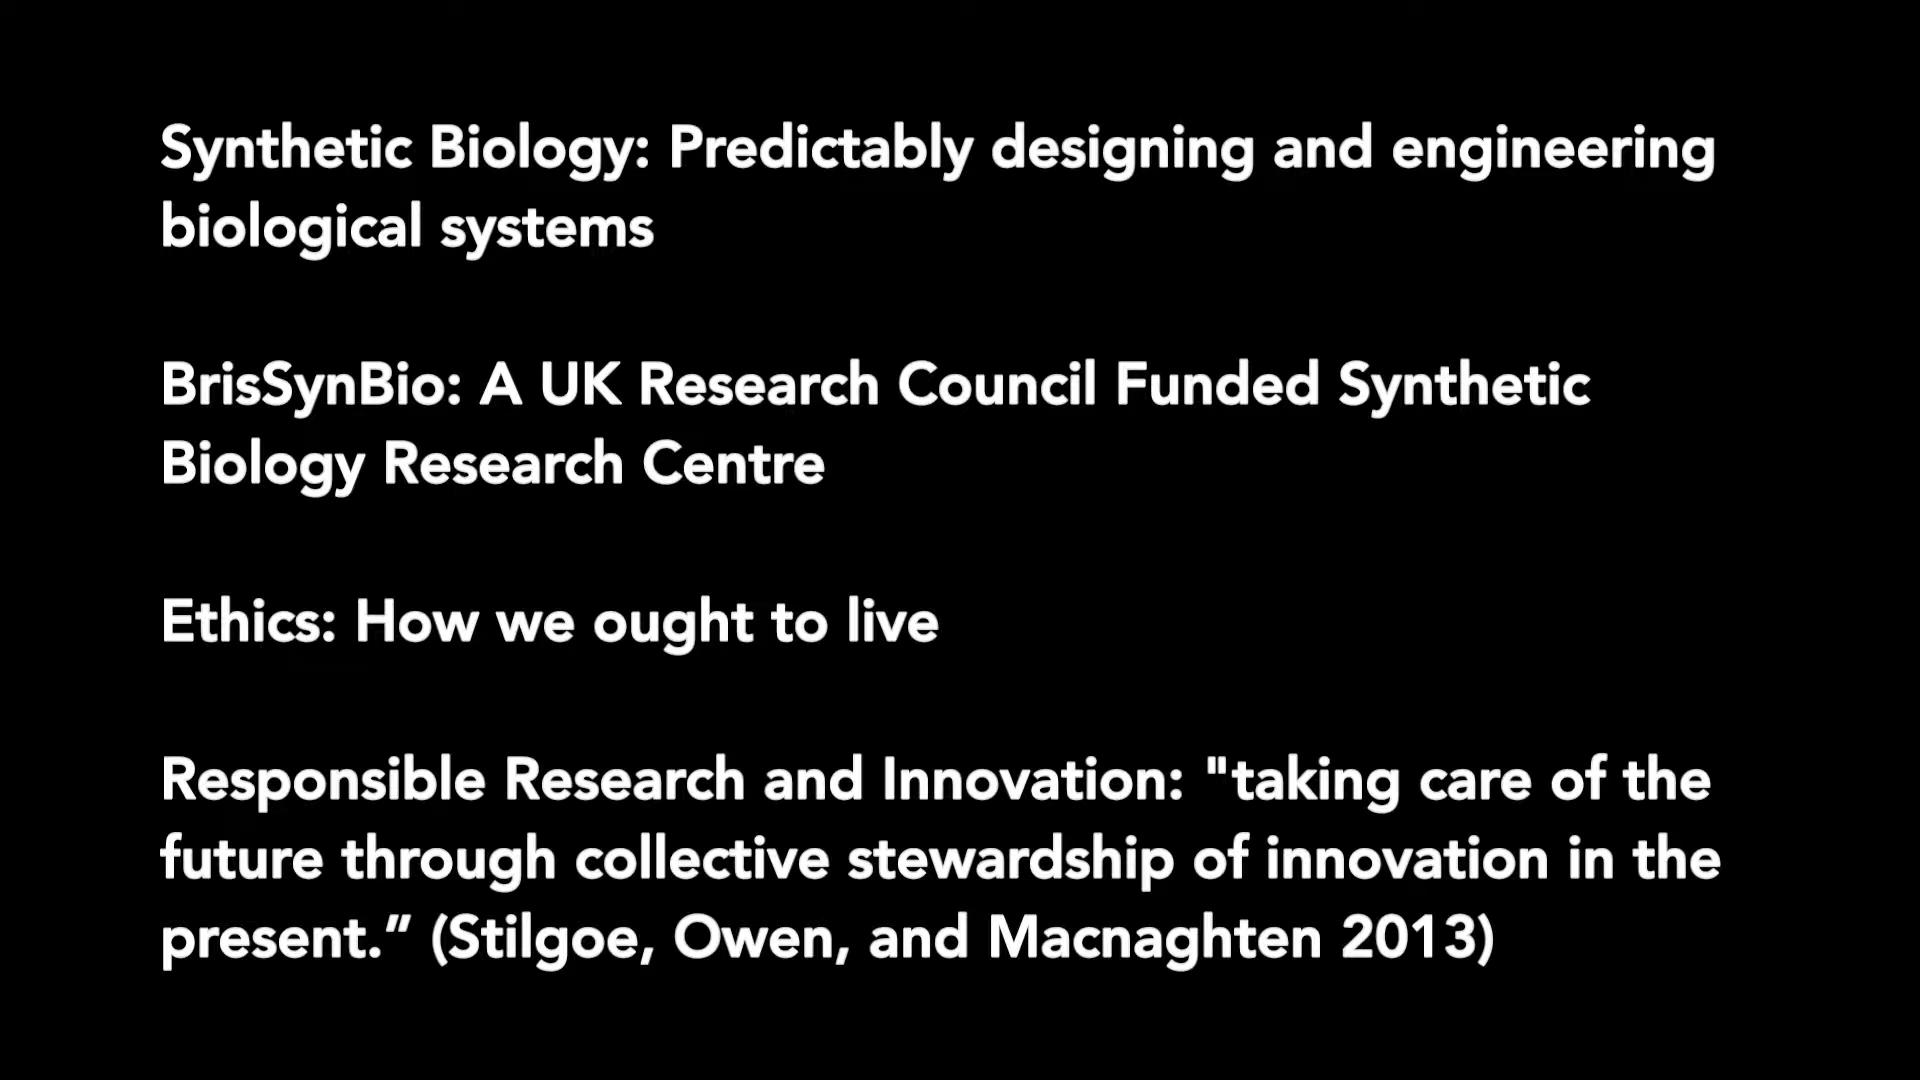 Synthetic Biology: Predictably designing and engineering
biological systems
BrisSynBio: A UK Research Council Funded Synthetic
Biology Research Centre
Ethics: How we ought to live
Responsible Research and Innovation: "taking care of the
future through collective stewardship of innovation in the
present.” (Stilgoe, Owen, and Macnaghten 2013)